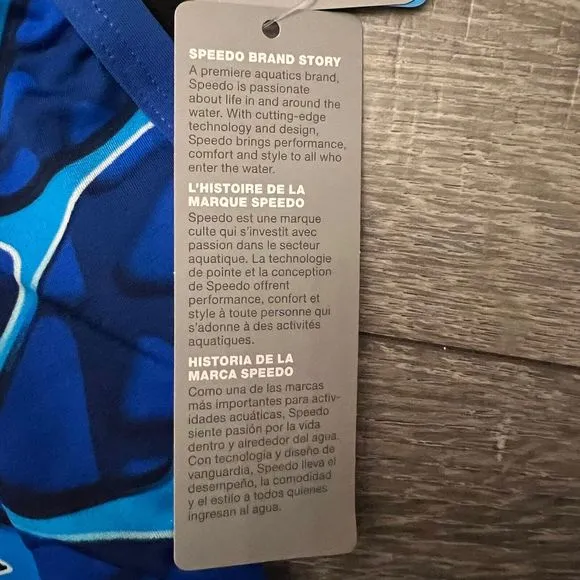 SPEEDO BRAND STORY
A premiere aquatics brand,
Speedo is passionate
about life in and around the
water. With cutting-edge
technology and design,
Speedo brings performance,
comfort and style to all who
enter the water.
L'HISTOIRE DE LA
MARQUE SPEEDO
Speedo est une marque
culte qui s'investit avec
passion dans le secteur
aquatique. La technologie
de pointe et la conception
de Speedo offrent
performance, confort et
style à toute personne qui
s'adonne à des activités
aquatiques.
HISTORIA DE LA
MARCA SPEEDO
Como una de las marcas
más importantes para activ-
idades acuáticas, Speedo
siente pasión por la vida
dentro y alrededor del agua.
Con tecnología y diseño de
vanguardia, Speedo lleva el
desempeño, la comodidad
y el estilo a todos quienes
ingresan al agua.